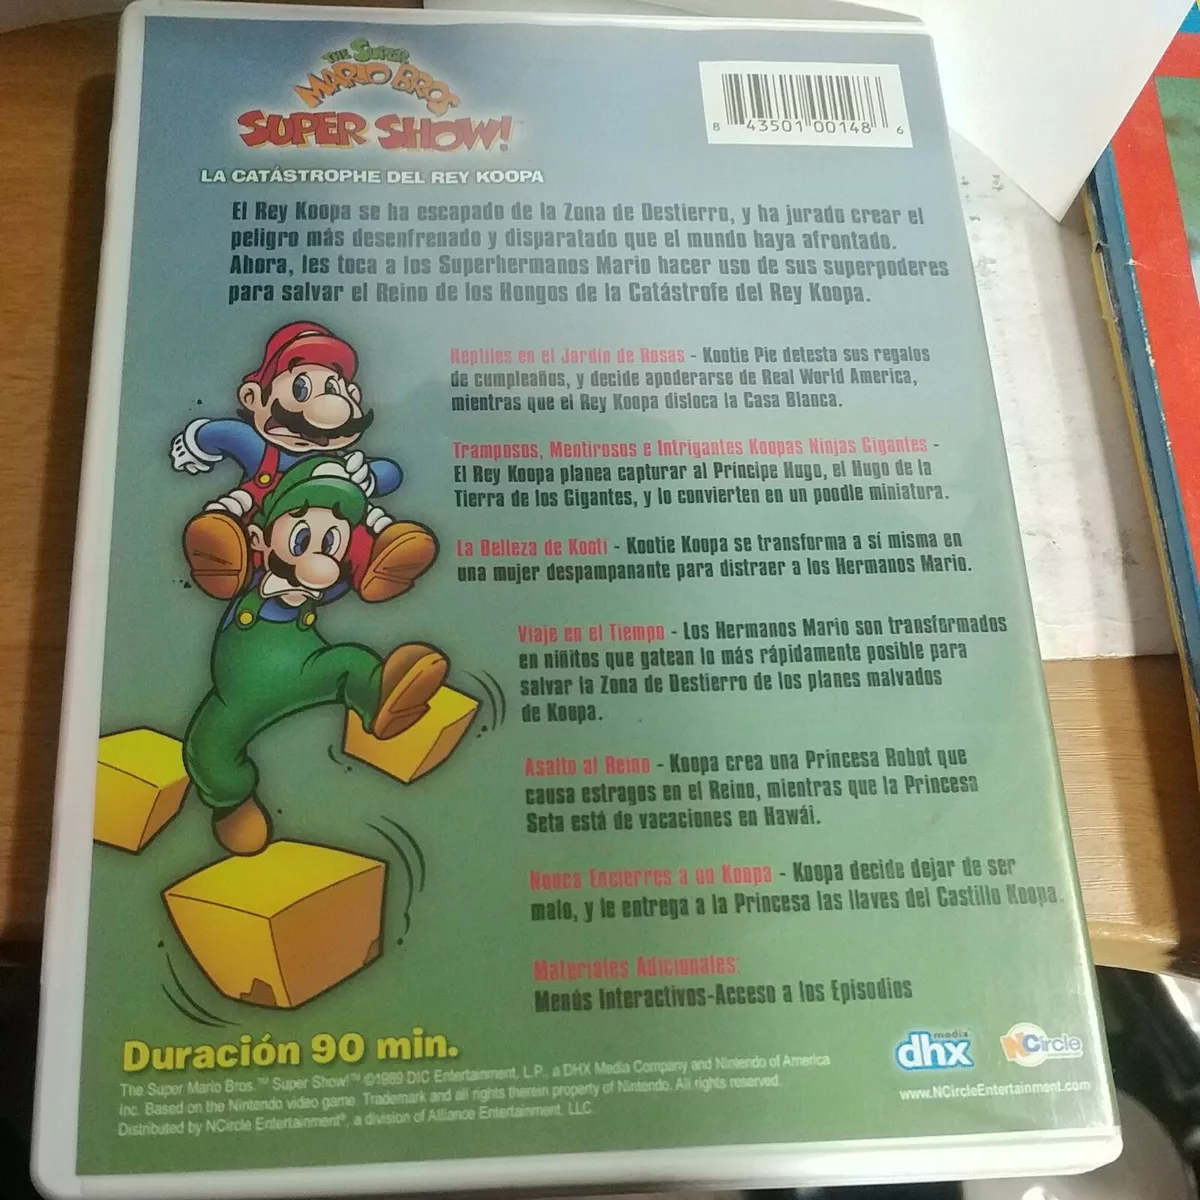 THE SUPER
MARIO BROS
SUPER SHOW!™
8 43501 00148 6
LA CATÁSTROPHE DEL REY KOOPA
El Rey Koopa se ha escapado de la Zona de Destierro, y ha jurado crear el
peligro más desenfrenado y disparatado que el mundo haya afrontado.
Ahora, les toca a los Superhermanos Mario hacer uso de sus superpoderes
para salvar el Reino de los Hongos de la Catástrofe del Rey Koopa.
Reptiles en el Jardín de Rosas - Kootie Pie detesta sus regalos
de cumpleaños, y decide apoderarse de Real World America,
mientras que el Rey Koopa disloca la Casa Blanca.
Tramposos, Mentirosos e Intrigantes Koopas Ninjas Gigantes -
El Rey Koopa planea capturar al Príncipe Hugo, el Hugo de la
Tierra de los Gigantes, y lo convierten en un poodle miniatura.
La Belleza de Kooti - Kootie Koopa se transforma a sí misma en
una mujer despampanante para distraer a los Hermanos Mario.
Viaje en el Tiempo - Los Hermanos Mario son transformados
en niñitos que gatean lo más rápidamente posible para
salvar la Zona de Destierro de los planes malvados
de Koopa.
Asalto al Reino - Koopa crea una Princesa Robot que
causa estragos en el Reino, mientras que la Princesa
Seta está de vacaciones en Hawái.
Nunca Encierres a un Koopa - Koopa decide dejar de ser
malo, y le entrega a la Princesa las llaves del Castillo Koopa.
Materiales Adicionales:
Menús Interactivos-Acceso a los Episodios
Duración 90 min.
The Super Mario Bros.™ Super Show!™ ©1989 DIC Entertainment, L.P., a DHX Media Company and Nintendo of America
Inc. Based on the Nintendo video game. Trademark and all rights therein property of Nintendo. All rights reserved.
Distributed by NCircle Entertainment®, a division of Alliance Entertainment, LLC
dhx media
NCircle
www.NCircleEntertainment.com